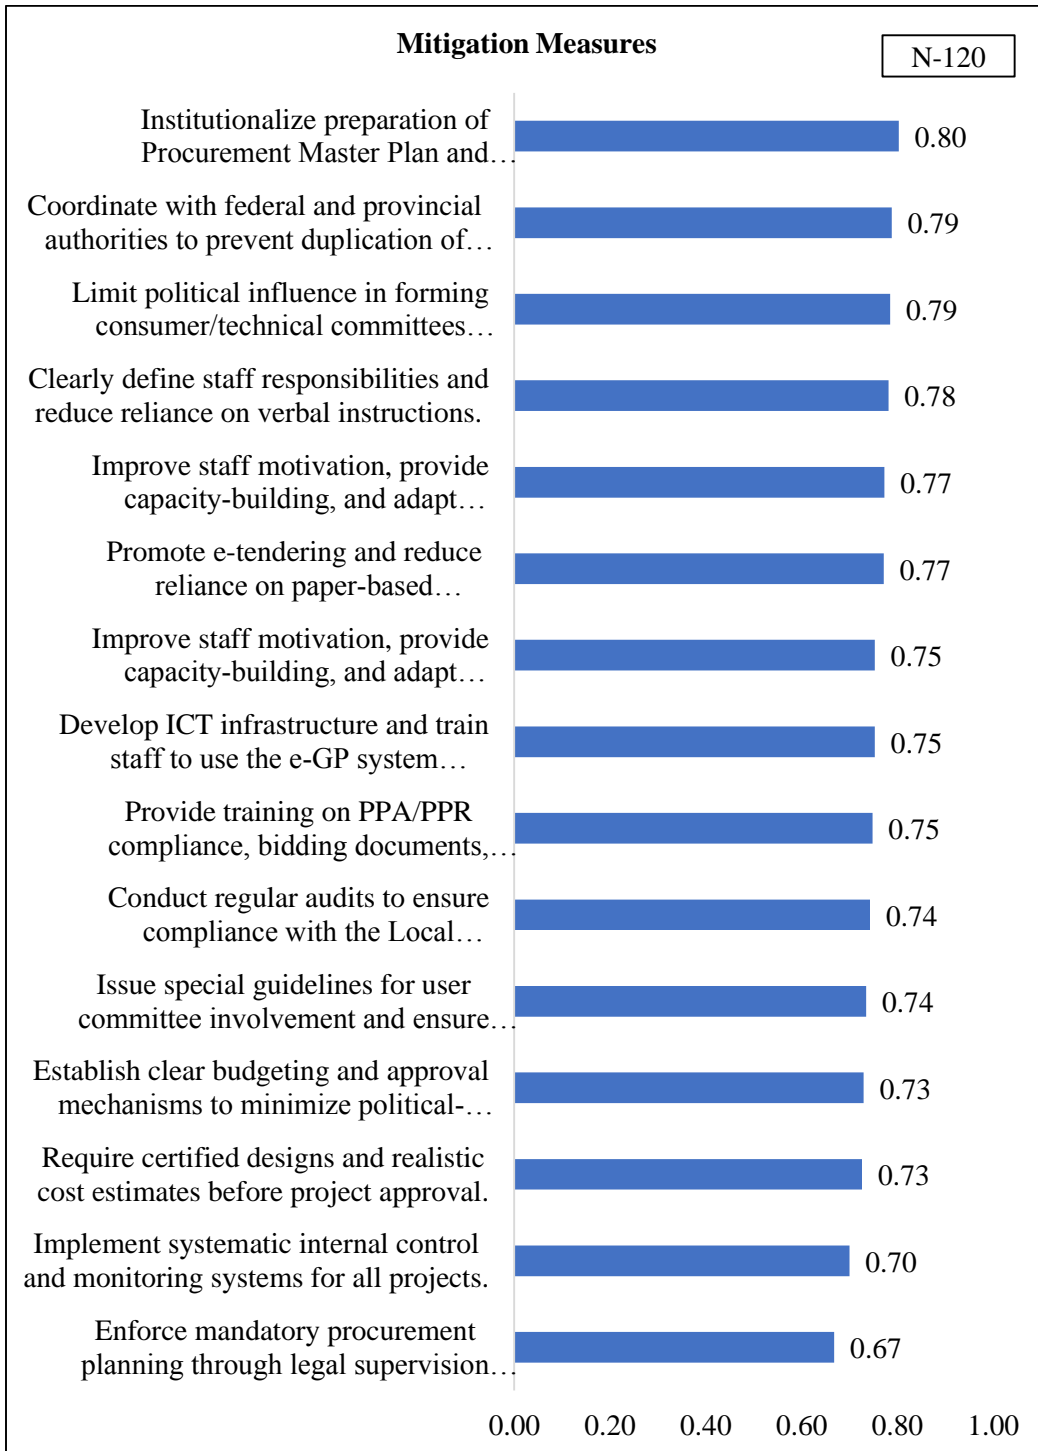 Mitigation Measures
N-120
Institutionalize preparation of
Procurement Master Plan and…
0.80
Coordinate with federal and provincial
authorities to prevent duplication of…
0.79
Limit political influence in forming
consumer/technical committees…
0.79
Clearly define staff responsibilities and
reduce reliance on verbal instructions.
0.78
Improve staff motivation, provide
capacity-building, and adapt…
0.77
Promote e-tendering and reduce
reliance on paper-based…
0.77
Improve staff motivation, provide
capacity-building, and adapt…
0.75
Develop ICT infrastructure and train
staff to use the e-GP system…
0.75
Provide training on PPA/PPR
compliance, bidding documents,…
0.75
Conduct regular audits to ensure
compliance with the Local…
0.74
Issue special guidelines for user
committee involvement and ensure…
0.74
Establish clear budgeting and approval
mechanisms to minimize political-…
0.73
Require certified designs and realistic
cost estimates before project approval.
0.73
Implement systematic internal control
and monitoring systems for all projects.
0.70
Enforce mandatory procurement
planning through legal supervision…
0.67
0.00 0.20 0.40 0.60 0.80 1.00